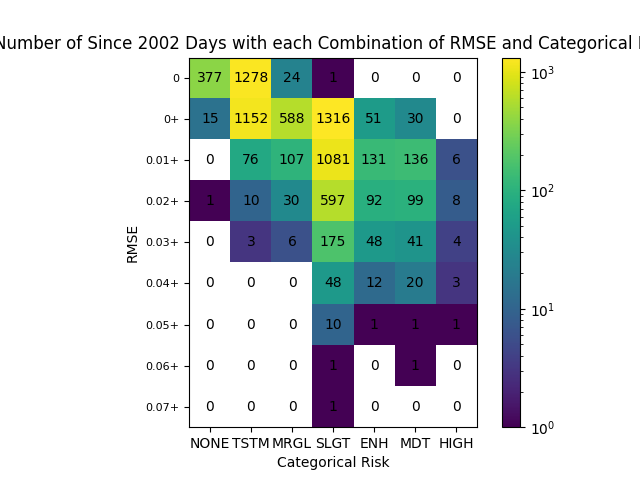 Number of Since 2002 Days with each Combination of RMSE and Categorical
0 377 1278 24 1 0 0 0
0+ 15 1152 588 1316 51 30 0
0.01+ 0 76 107 1081 131 136 6
0.02+ 1 10 30 597 92 99 8
0.03+ 0 3 6 175 48 41 4
0.04+ 0 0 0 48 12 20 3
0.05+ 0 0 0 10 1 1 1
0.06+ 0 0 0 1 0 1 0
0.07+ 0 0 0 1 0 0 0
NONE TSTM MRGL SLGT ENH MDT HIGH
Categorical Risk
RMSE
10³
10²
10¹
10⁰